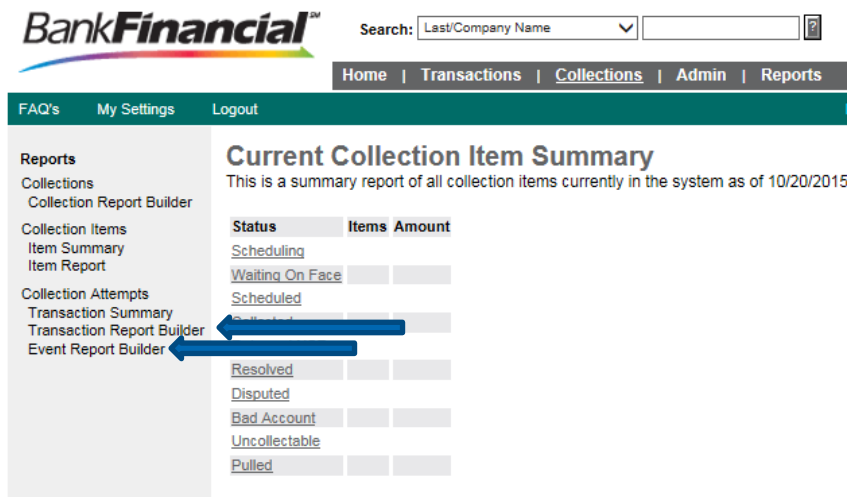 BankFinancial℠
Search: Last/Company Name ?
Home | Transactions | Collections | Admin | Reports
FAQ's My Settings Logout
Reports
Collections
Collection Report Builder
Collection Items
Item Summary
Item Report
Collection Attempts
Transaction Summary
Transaction Report Builder
Event Report Builder
Current Collection Item Summary
This is a summary report of all collection items currently in the system as of 10/20/2015
Status Items Amount
Scheduling
Waiting On Face
Scheduled
Resolved
Disputed
Bad Account
Uncollectable
Pulled